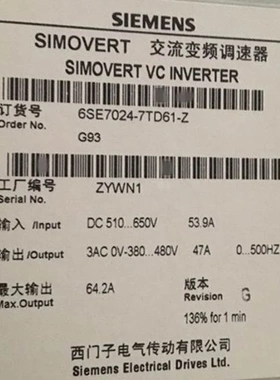 SIEMENS
SIMOVERT 交流变频调速器
SIMOVERT VC INVERTER
订货号 6SE7024-7TD61-Z
Order No.
G93
工厂编号 ZYWN1
Serial No.
输入 /Input DC 510...650V 53.9A
输出 /Output 3AC 0V-380...480V 47A 0...500HZ
最大输出 64.2A 版本 G
Max.Output Revision
136% for 1 min
西门子电气传动有限公司
Siemens Electrical Drives Ltd.